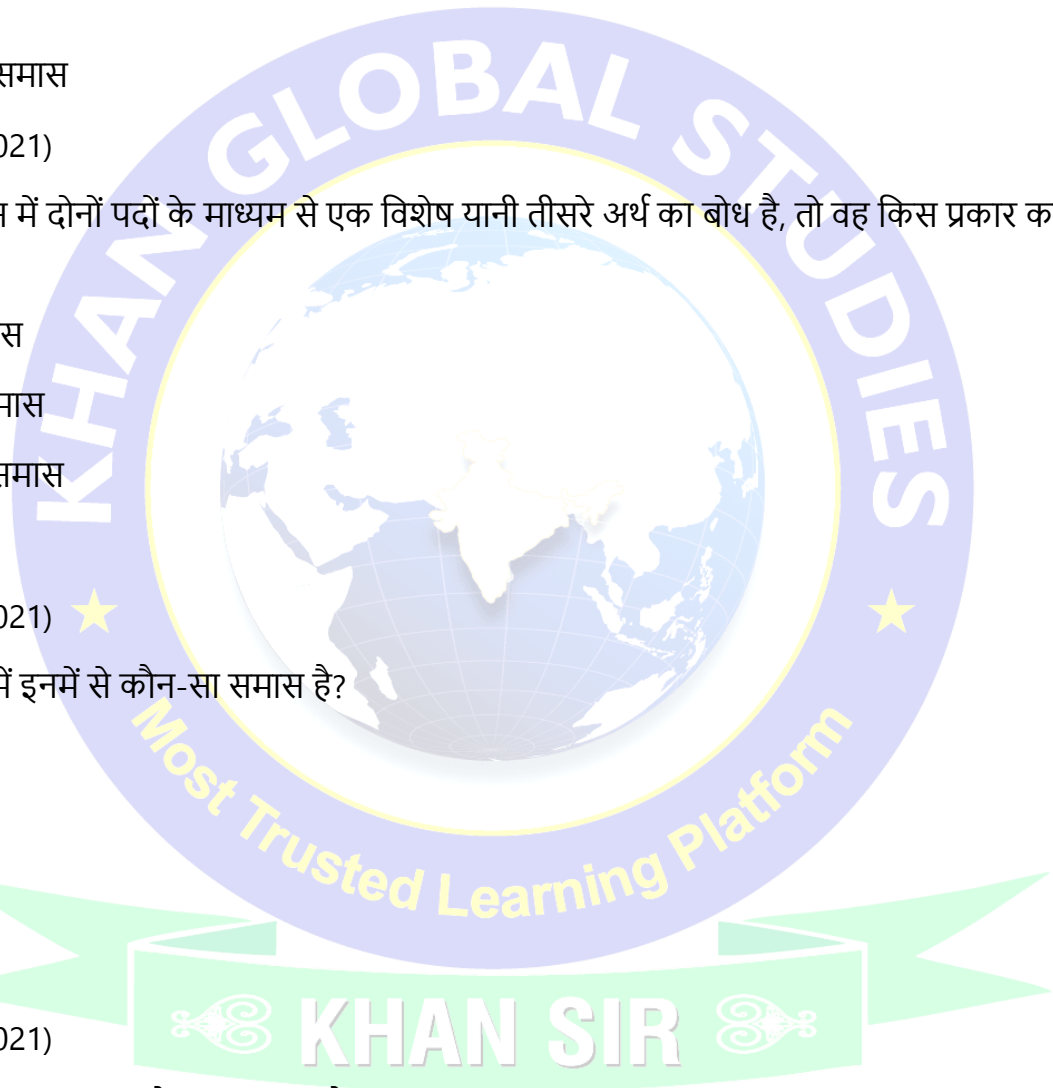 समास
021)
में दोनों पदों के माध्यम से एक विशेष यानी तीसरे अर्थ का बोध है, तो वह किस प्रकार क
स
मास
समास
021)
में इनमें से कौन-सा समास है?
021)
KHAN GLOBAL STUDIES
Most Trusted Learning Platform
KHAN SIR